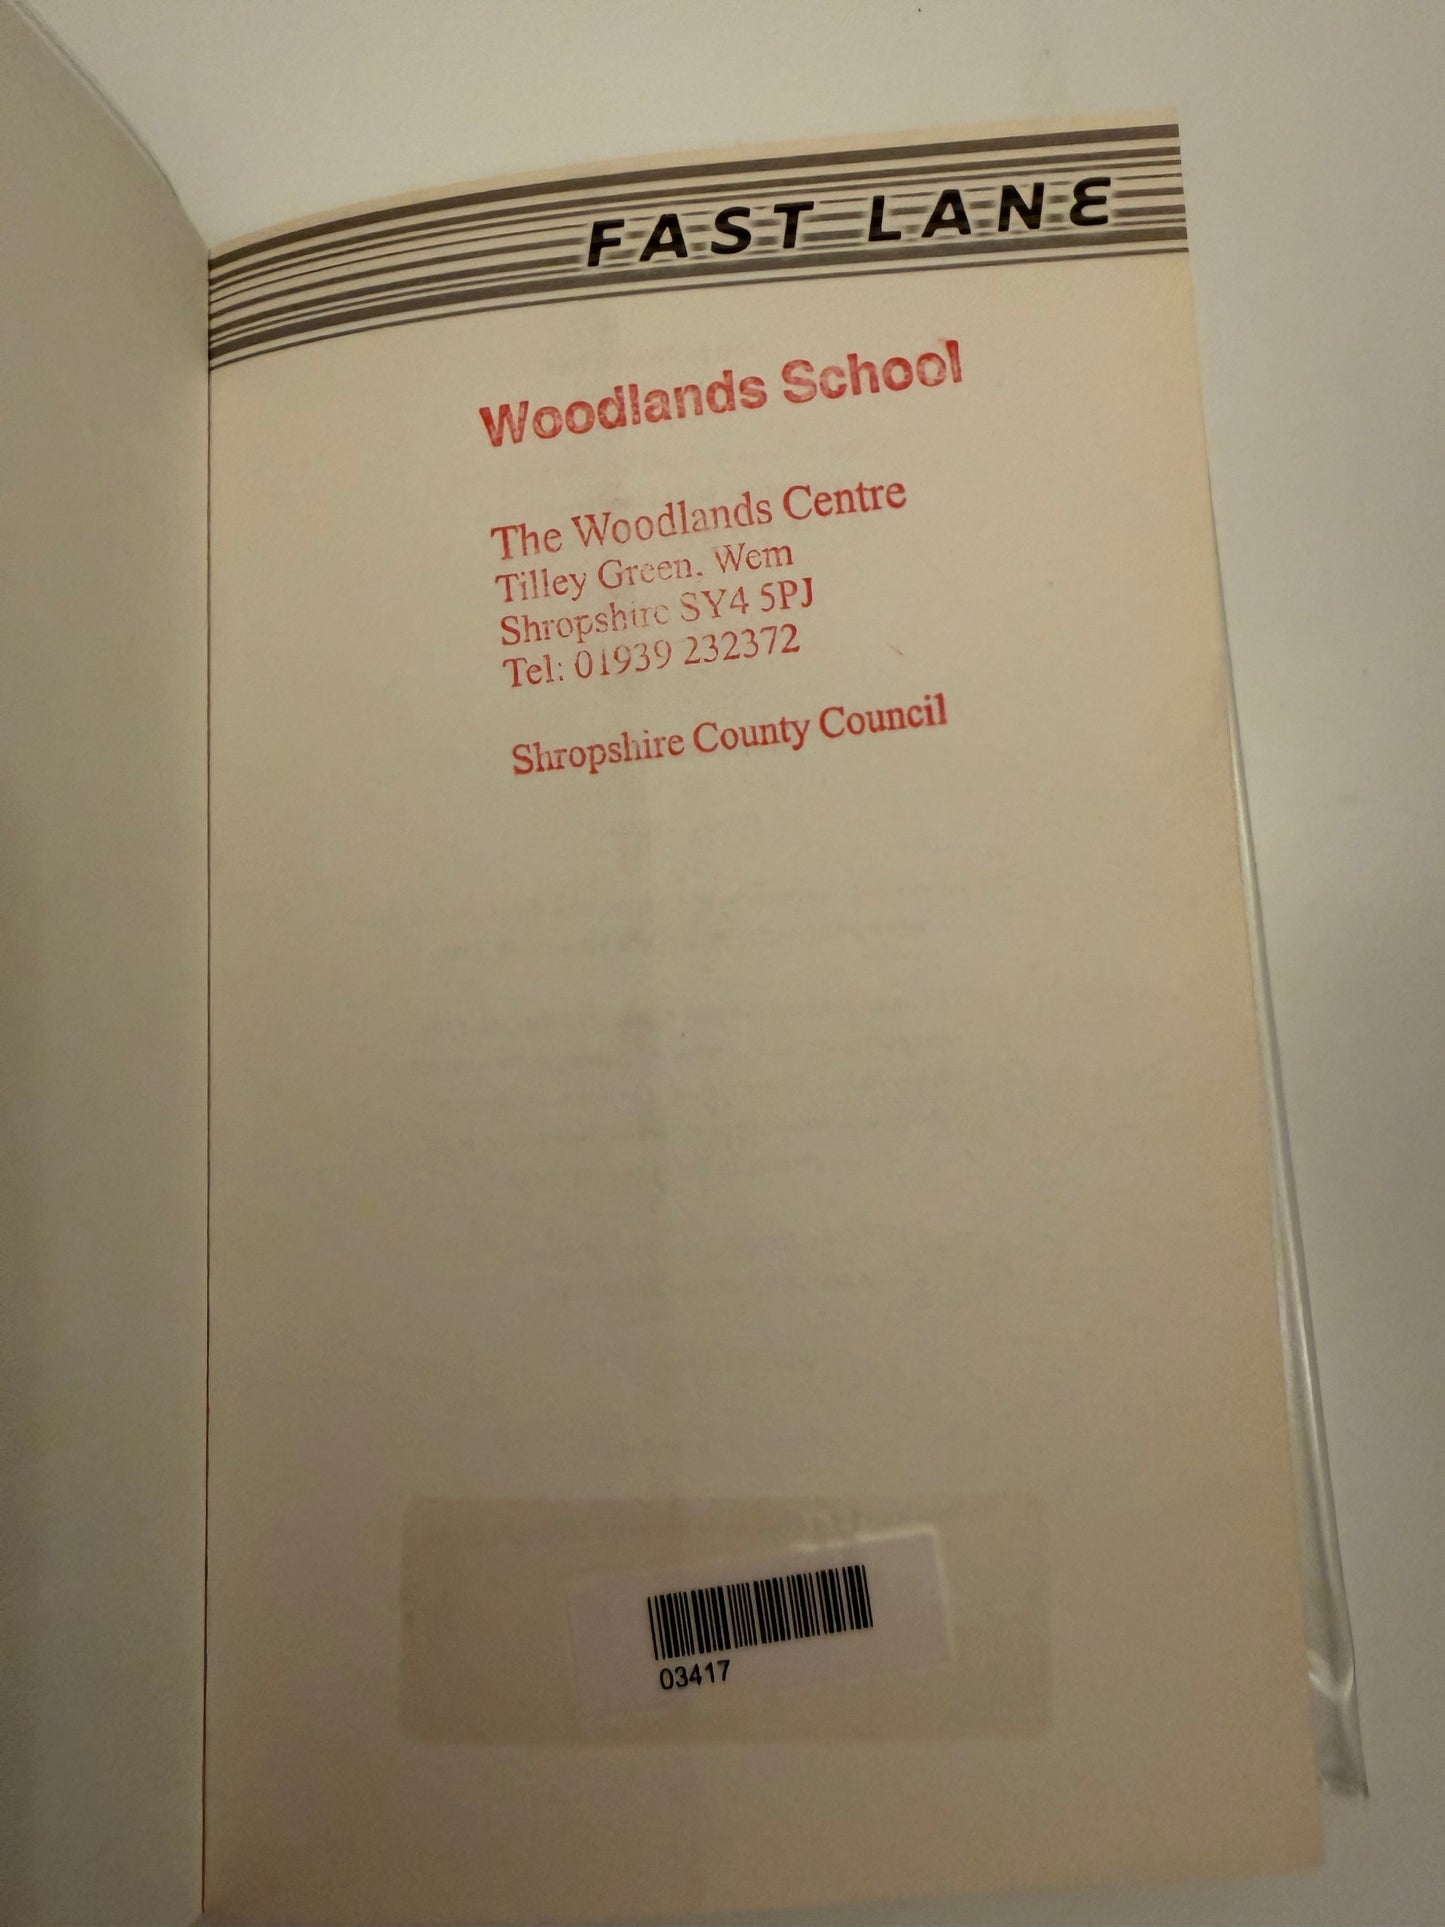 FAST LANE
Woodlands School
The Woodlands Centre
Tilley Green, Wem
Shropshire SY4 5PJ
Tel: 01939 232372
Shropshire County Council
03417